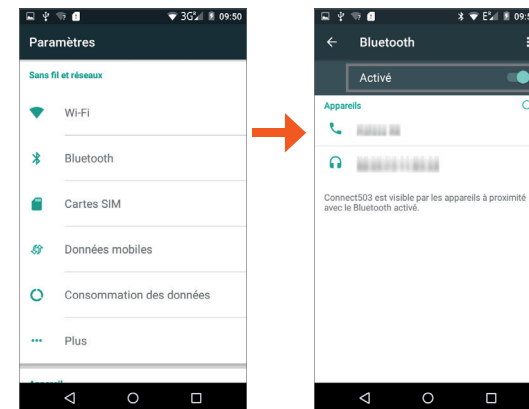 3G 09:50
Paramètres
Sans fil et réseaux
Wi-Fi
Bluetooth
Cartes SIM
Données mobiles
Consommation des données
Plus
Bluetooth
Activé
Appareils
Connect503 est visible par les appareils à proximité
avec le Bluetooth activé.